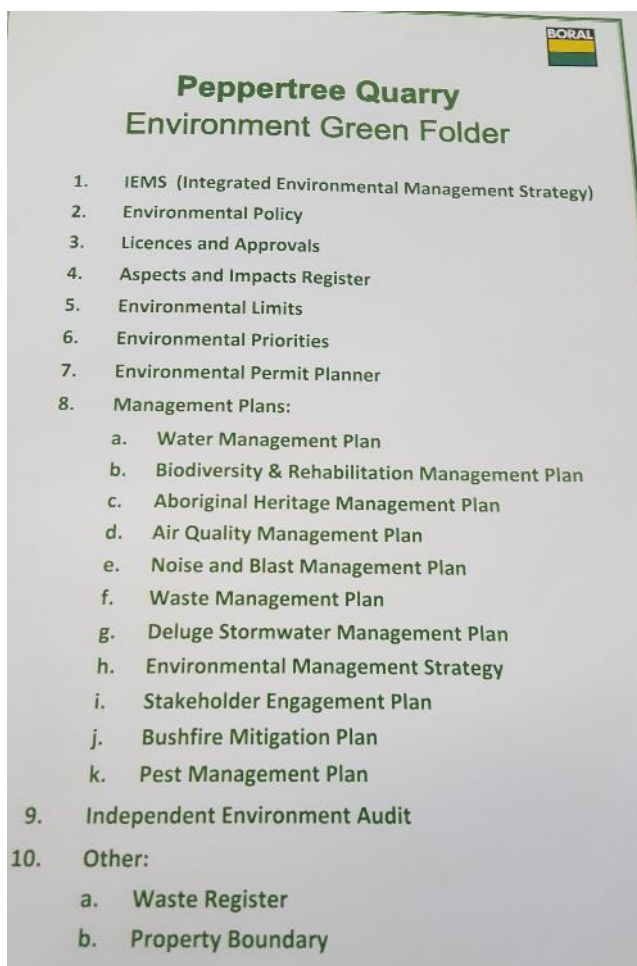 BORAL
Peppertree Quarry
Environment Green Folder
1. IEMS (Integrated Environmental Management Strategy)
2. Environmental Policy
3. Licences and Approvals
4. Aspects and Impacts Register
5. Environmental Limits
6. Environmental Priorities
7. Environmental Permit Planner
8. Management Plans:
a. Water Management Plan
b. Biodiversity & Rehabilitation Management Plan
c. Aboriginal Heritage Management Plan
d. Air Quality Management Plan
e. Noise and Blast Management Plan
f. Waste Management Plan
g. Deluge Stormwater Management Plan
h. Environmental Management Strategy
i. Stakeholder Engagement Plan
j. Bushfire Mitigation Plan
k. Pest Management Plan
9. Independent Environment Audit
10. Other:
a. Waste Register
b. Property Boundary